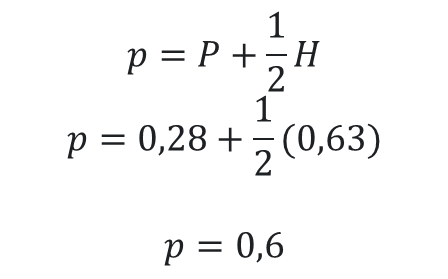 p = P + 1/2 H
p = 0,28 + 1/2 (0,63)
p = 0,6